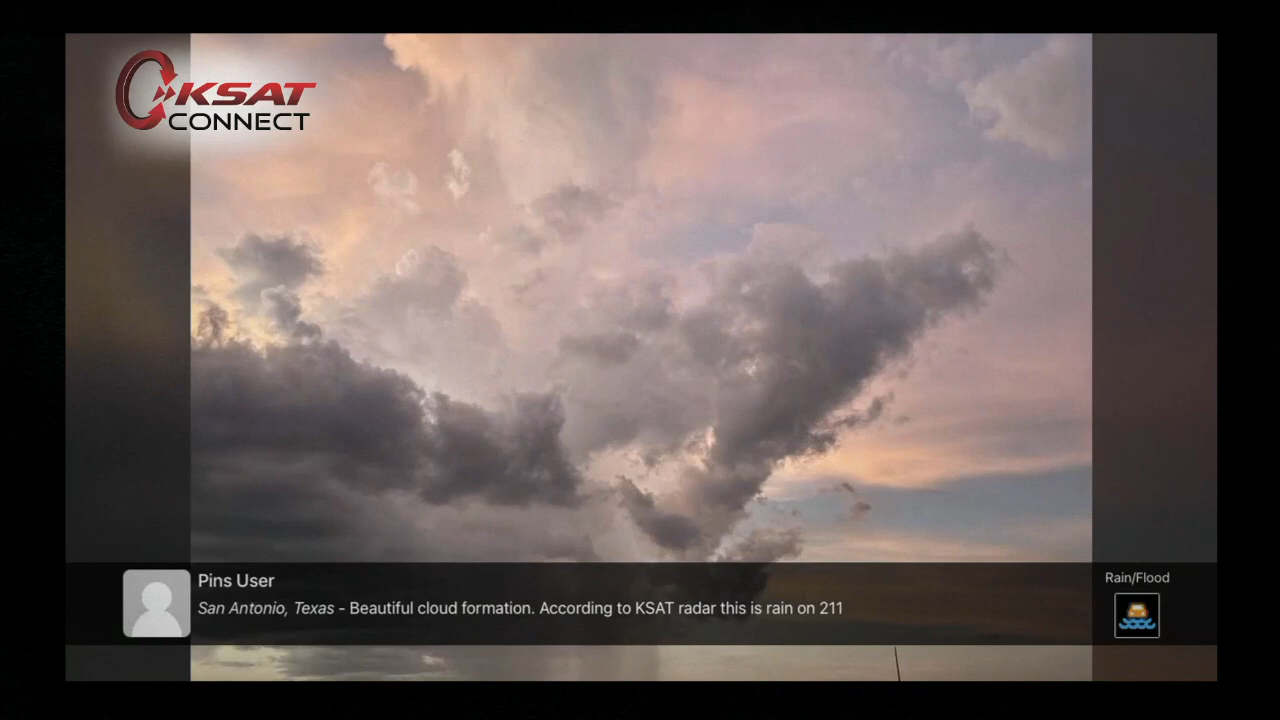 KSAT
CONNECT
Pins User
San Antonio, Texas - Beautiful cloud formation. According to KSAT radar this is rain on 211
Rain/Flood